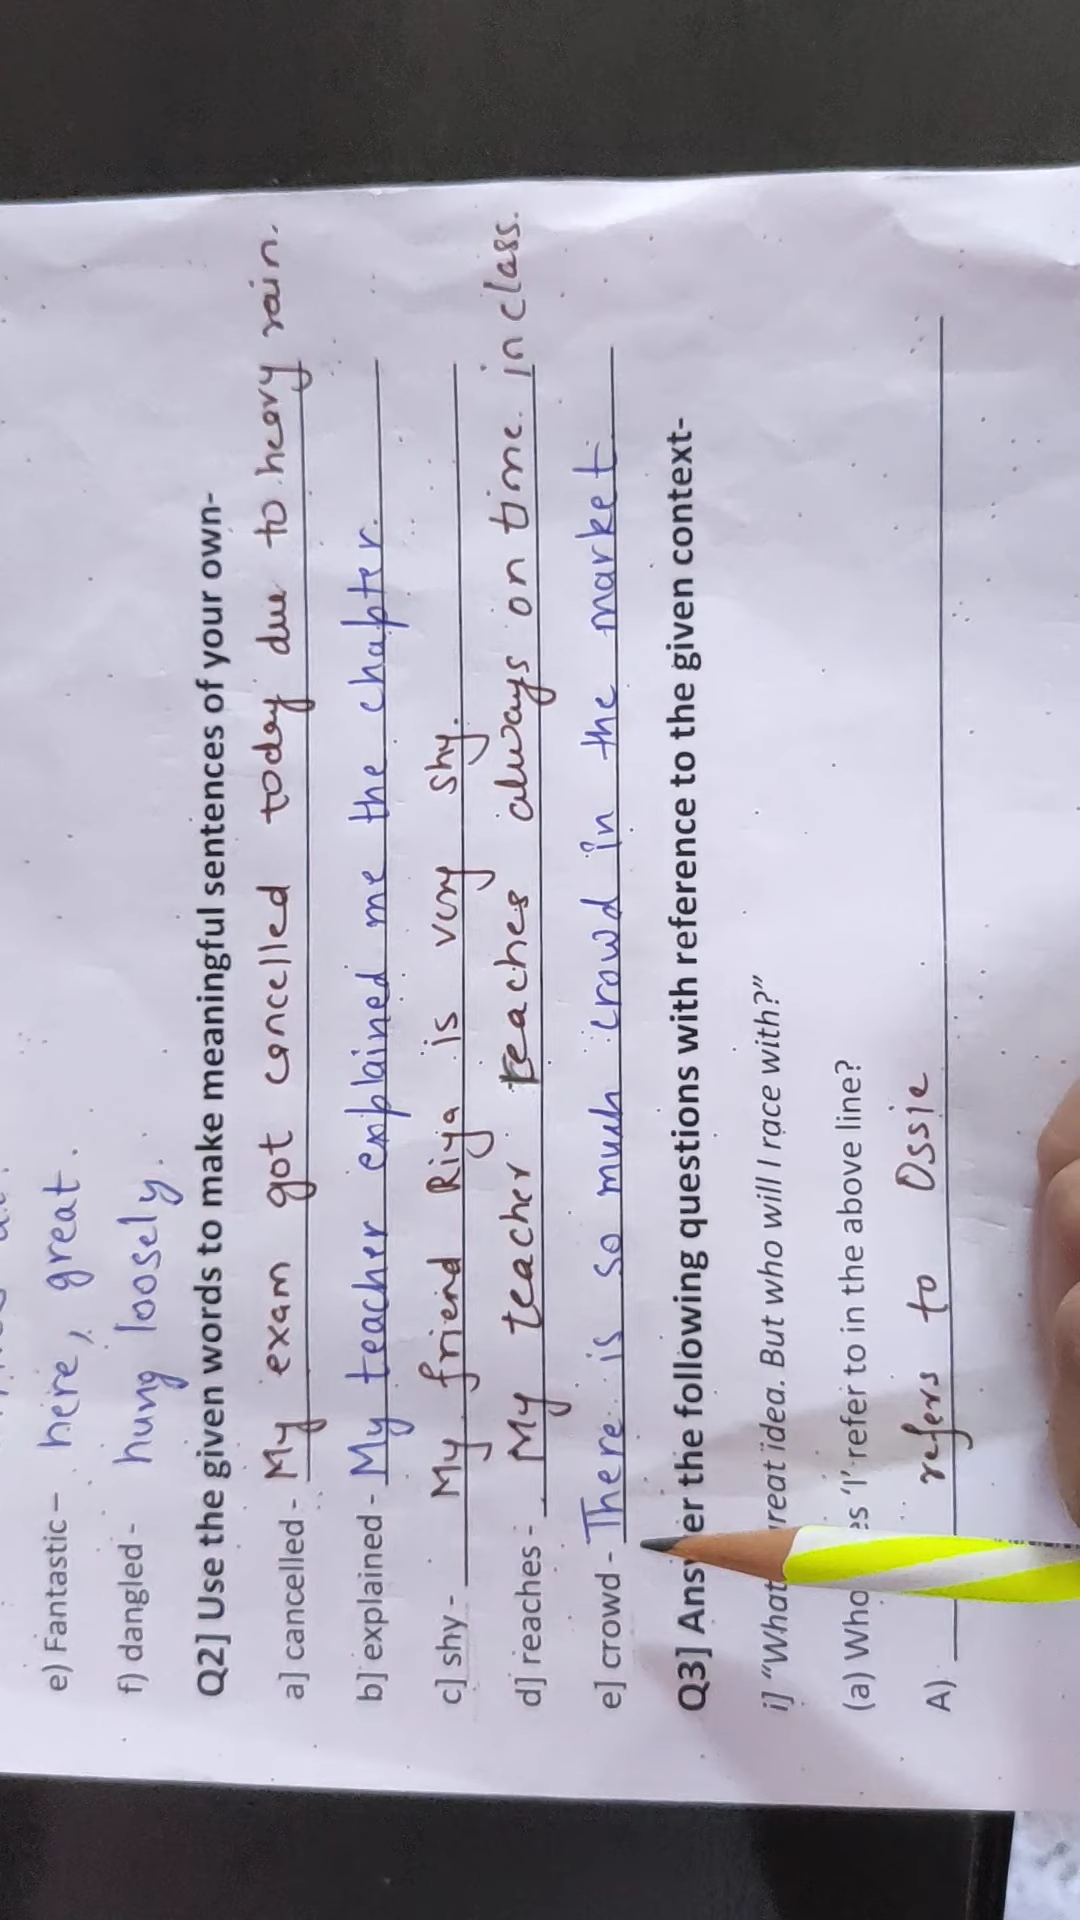 e) Fantastic – here, great.
f) dangled - hung loosely.
Q2] Use the given words to make meaningful sentences of your own-
a] cancelled - My exam got cancelled today due to heavy rain.
b] explained - My teacher explained me the chapter.
c] shy - My friend Riya is very shy.
d] reaches - My teacher reaches always on time. in class.
e] crowd - There is so much crowd in the market
Q3] Answer the following questions with reference to the given context-
i] "What great idea. But who will I race with?"
(a) Who es 'I' refer to in the above line?
A) refers to Ossie